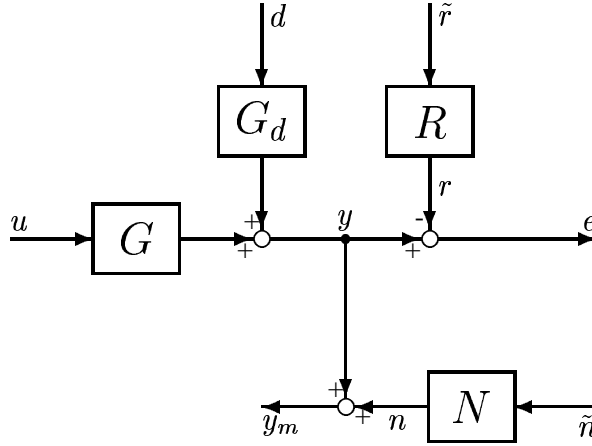 d r̃
G_d R
+ r
u G y - e
+ +
+
y_m + n N ñ